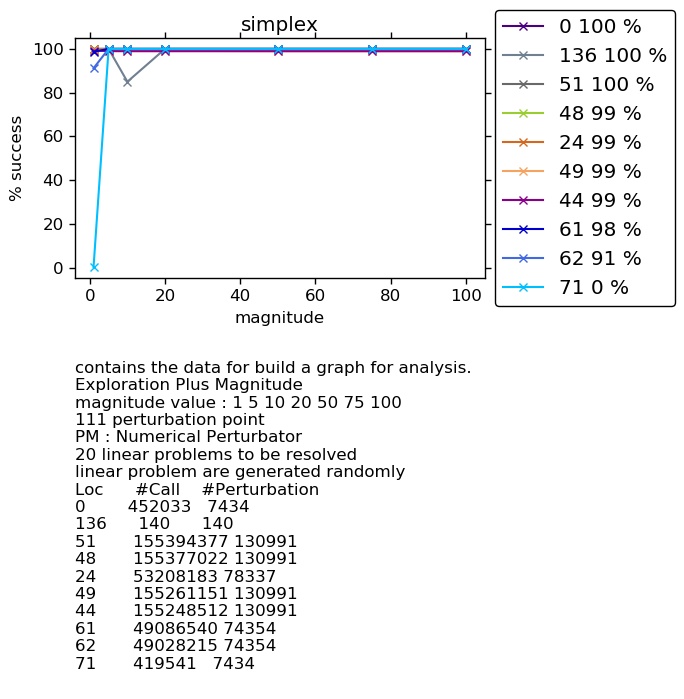 simplex
100
80
60
40
20
0
% success
0 20 40 60 80 100
magnitude
0 100 %
136 100 %
51 100 %
48 99 %
24 99 %
49 99 %
44 99 %
61 98 %
62 91 %
71 0 %
contains the data for build a graph for analysis.
Exploration Plus Magnitude
magnitude value : 1 5 10 20 50 75 100
111 perturbation point
PM : Numerical Perturbator
20 linear problems to be resolved
linear problem are generated randomly
Loc #Call #Perturbation
0 452033 7434
136 140 140
51 155394377 130991
48 155377022 130991
24 53208183 78337
49 155261151 130991
44 155248512 130991
61 49086540 74354
62 49028215 74354
71 419541 7434